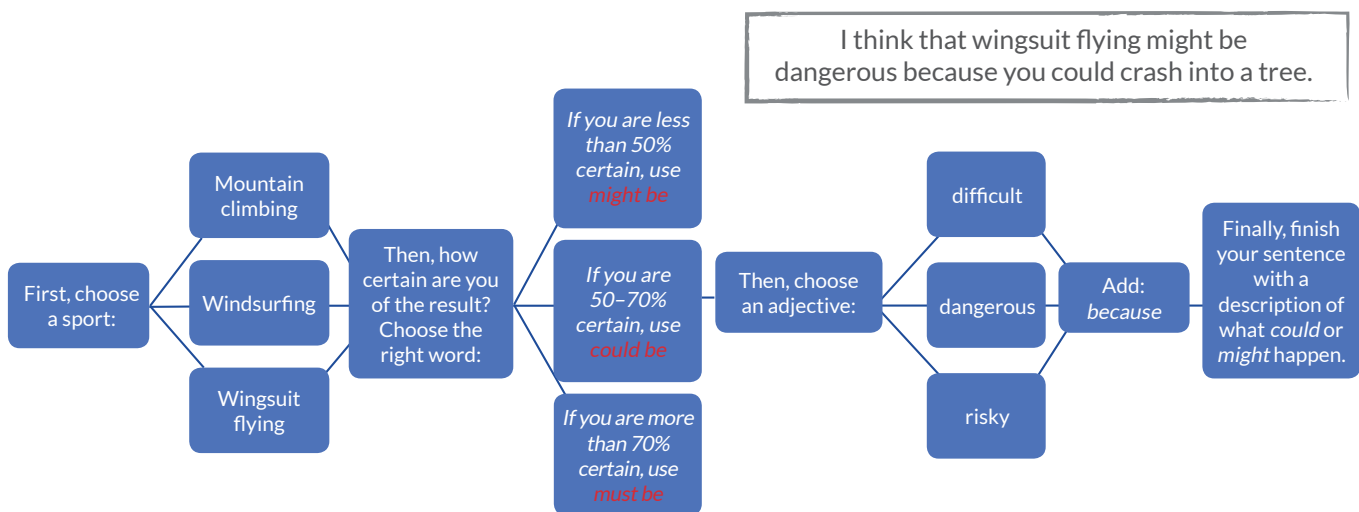 I think that wingsuit flying might be
dangerous because you could crash into a tree.
First, choose
a sport:
Mountain
climbing
Windsurfing
Wingsuit
flying
Then, how
certain are you
of the result?
Choose the
right word:
If you are less
than 50%
certain, use
might be
If you are
50–70%
certain, use
could be
If you are more
than 70%
certain, use
must be
Then, choose
an adjective:
difficult
dangerous
risky
Add:
because
Finally, finish
your sentence
with a
description of
what could or
might happen.